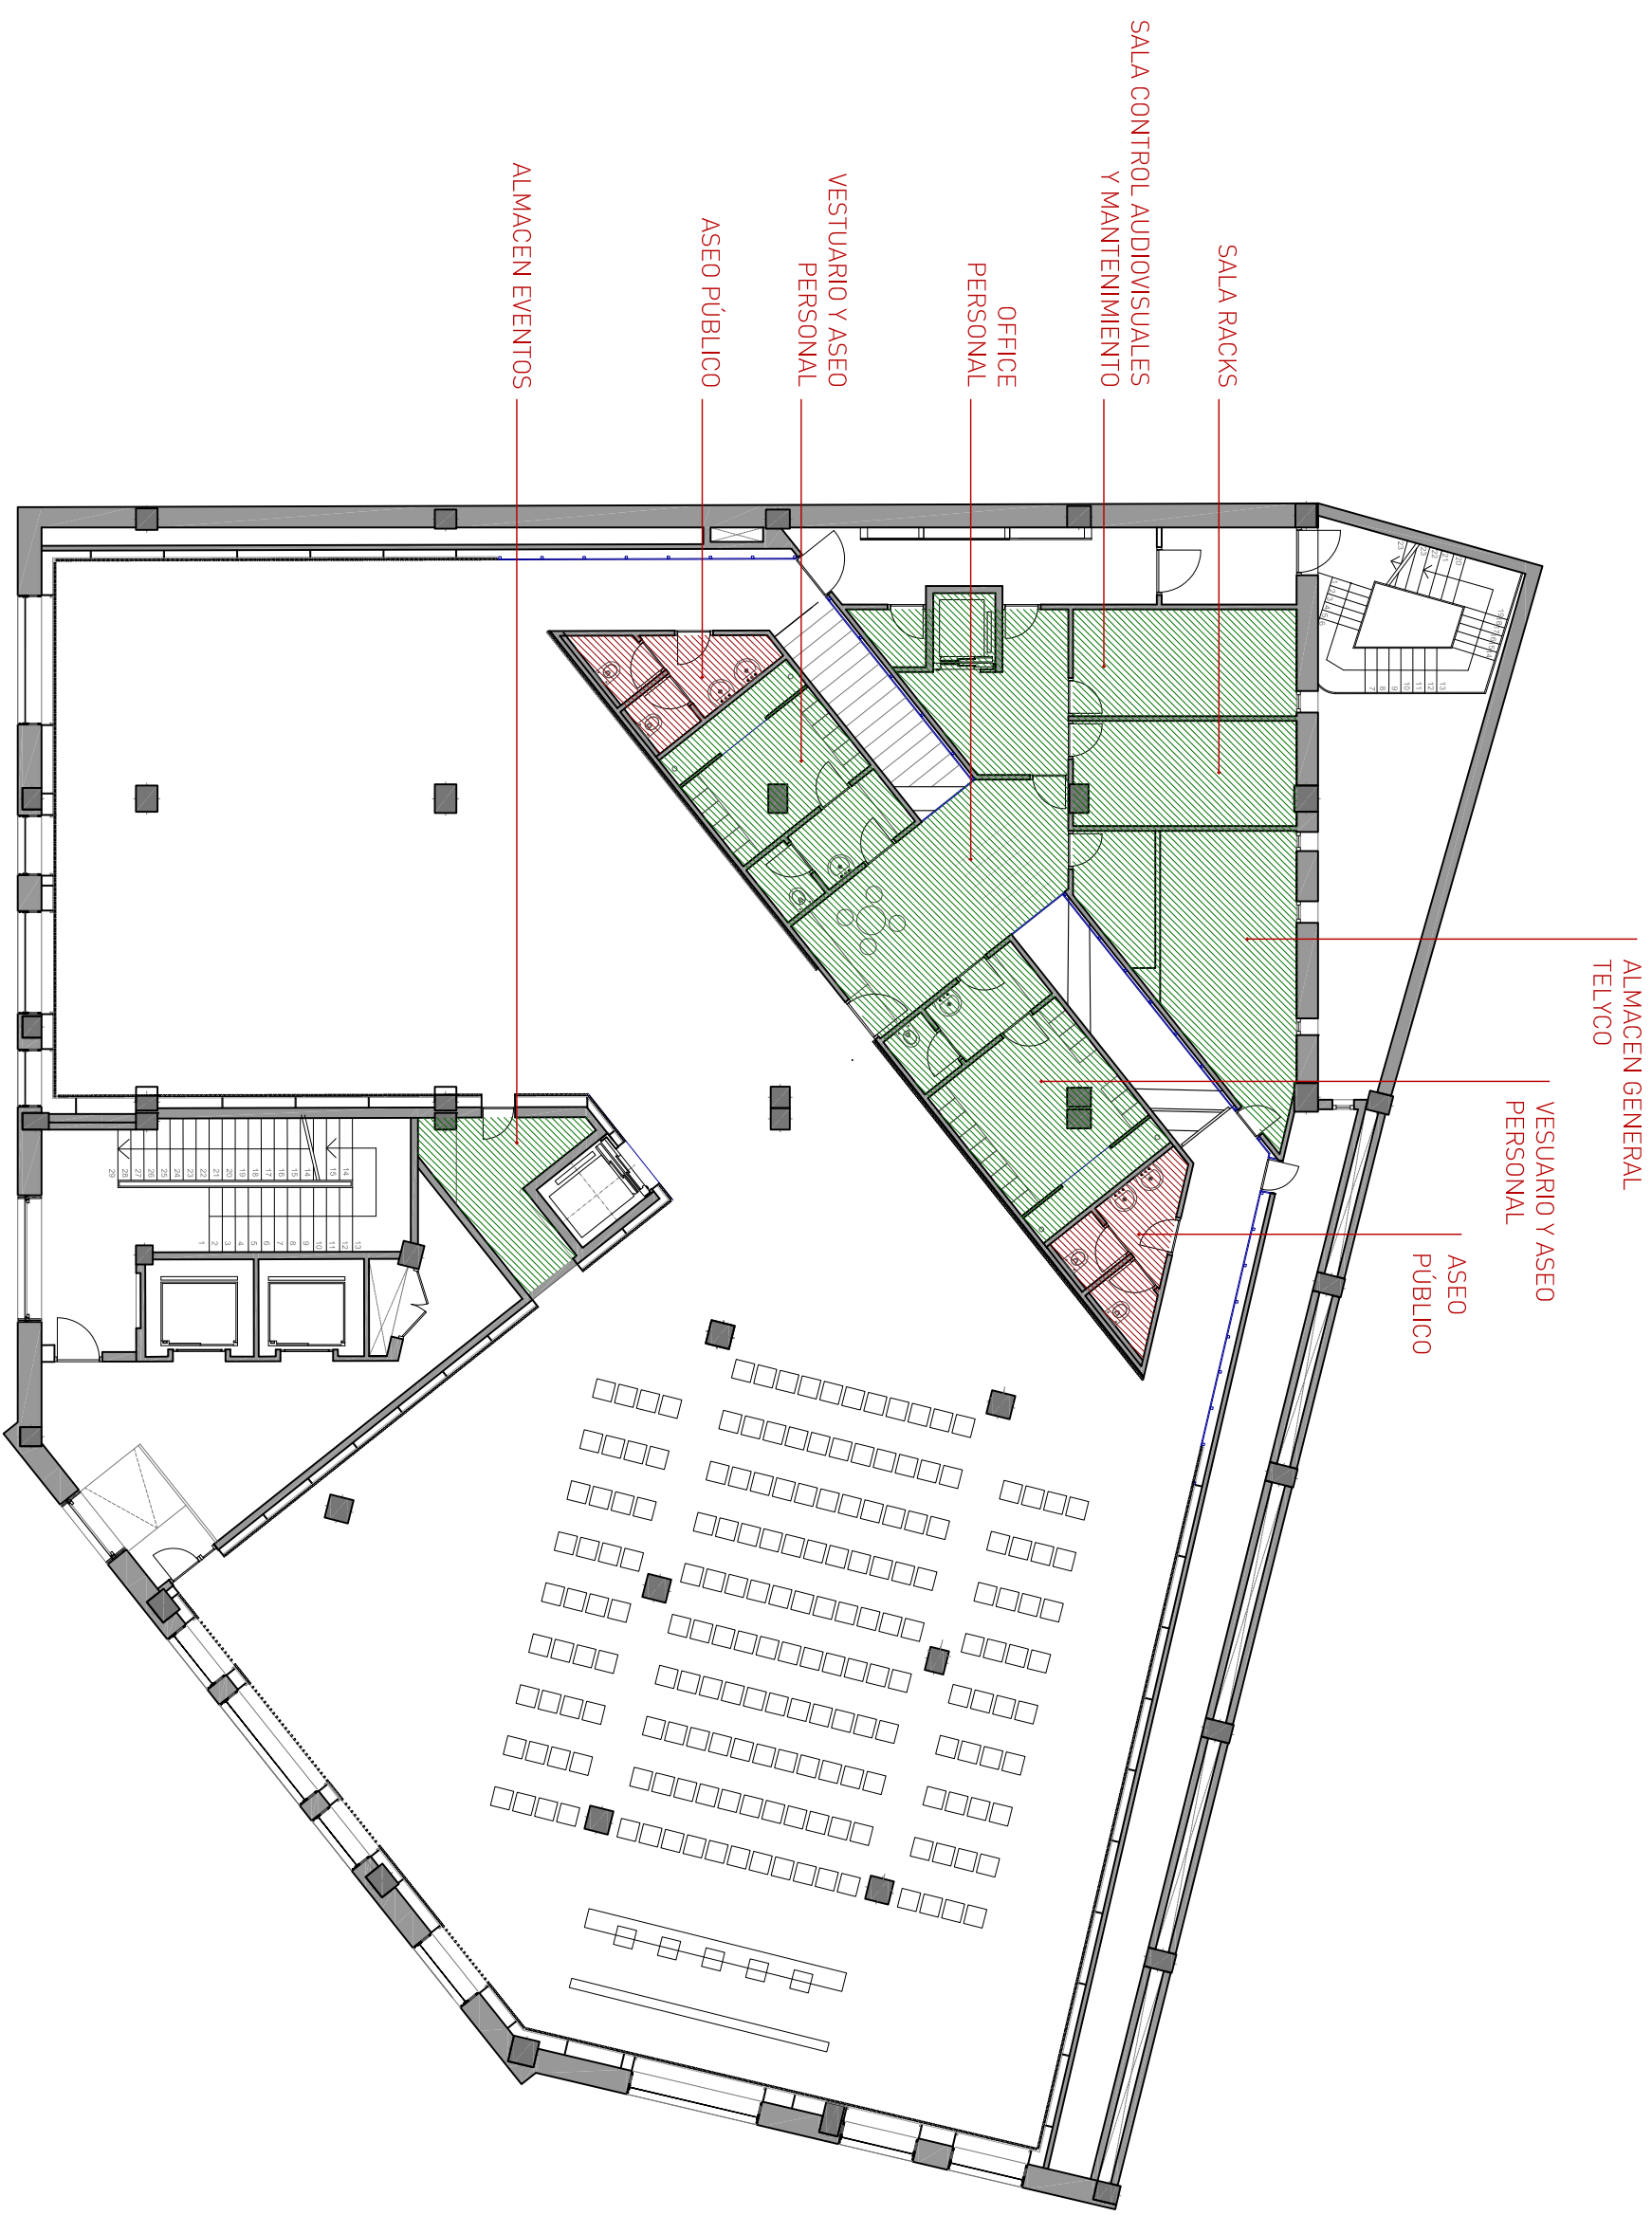 SALA CONTROL AUDIOVISUALES
Y MANTENIMIENTO
SALA RACKS
OFFICE
PERSONAL
VESTUARIO Y ASEO
PERSONAL
ASEO PÚBLICO
ALMACEN EVENTOS
ALMACEN GENERAL
TELYCO
VESUARIO Y ASEO
PERSONAL
ASEO
PÚBLICO